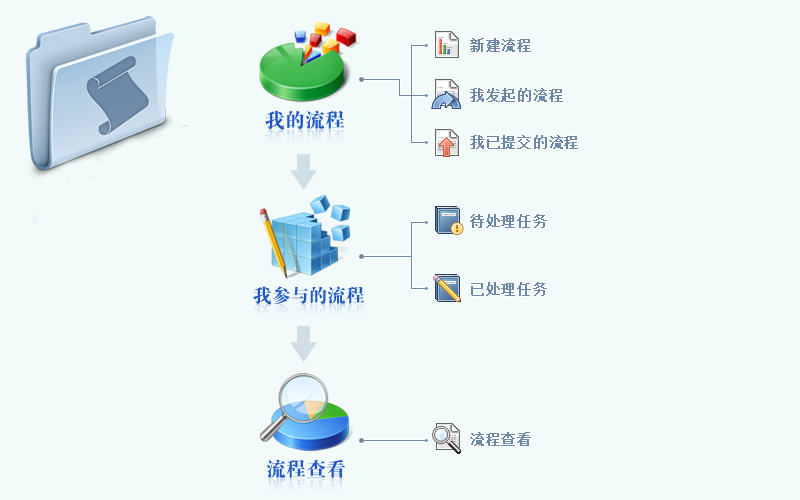 我的流程
新建流程
我发起的流程
我已提交的流程
我参与的流程
待处理任务
已处理任务
流程查看
流程查看